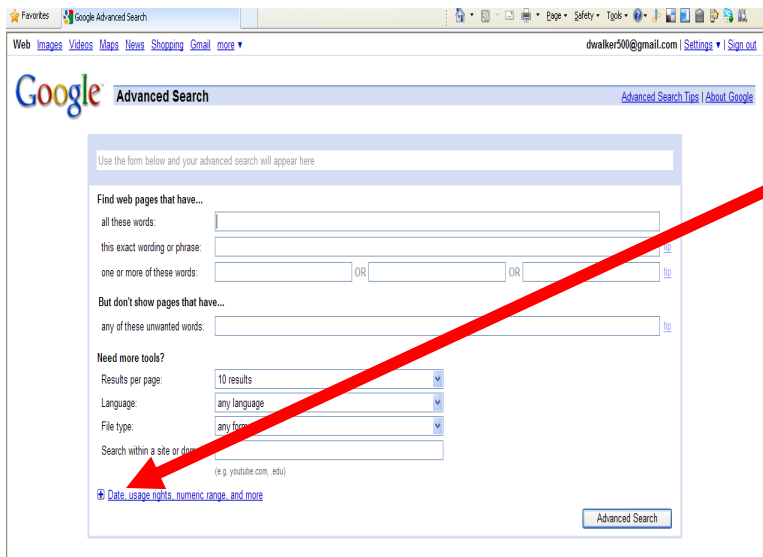 Favorites Google Advanced Search Page Safety Tools
Web Images Videos Maps News Shopping Gmail more ▼ dwalker500@gmail.com | Settings ▼ | Sign out
Google Advanced Search Advanced Search Tips | About Google
Use the form below and your advanced search will appear here
Find web pages that have...
all these words:
this exact wording or phrase: tip
one or more of these words: OR OR tip
But don't show pages that have...
any of these unwanted words: tip
Need more tools?
Results per page: 10 results
Language: any language
File type: any
Search within a site or
(e.g. youtube.com, .edu)
Date, usage rights, numeric range, and more
Advanced Search